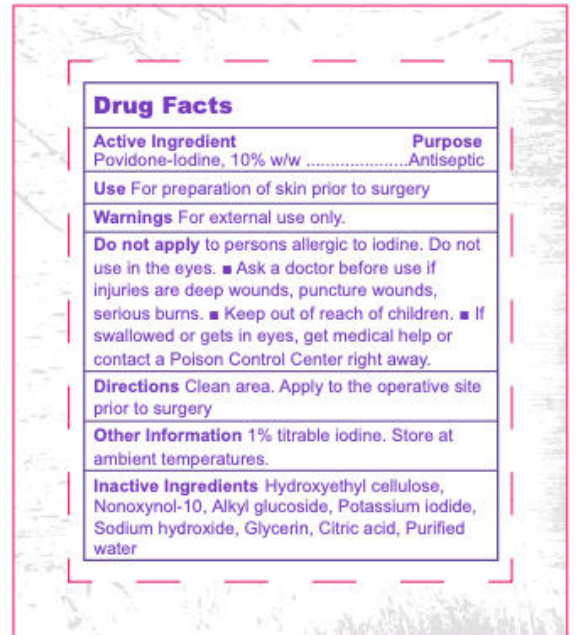 Drug Facts
Active Ingredient Purpose
Povidone-Iodine, 10% w/w .....................Antiseptic
Use For preparation of skin prior to surgery
Warnings For external use only.
Do not apply to persons allergic to iodine. Do not
use in the eyes. ■ Ask a doctor before use if
injuries are deep wounds, puncture wounds,
serious burns. ■ Keep out of reach of children. ■ If
swallowed or gets in eyes, get medical help or
contact a Poison Control Center right away.
Directions Clean area. Apply to the operative site
prior to surgery
Other Information 1% titrable iodine. Store at
ambient temperatures.
Inactive Ingredients Hydroxyethyl cellulose,
Nonoxynol-10, Alkyl glucoside, Potassium iodide,
Sodium hydroxide, Glycerin, Citric acid, Purified
water